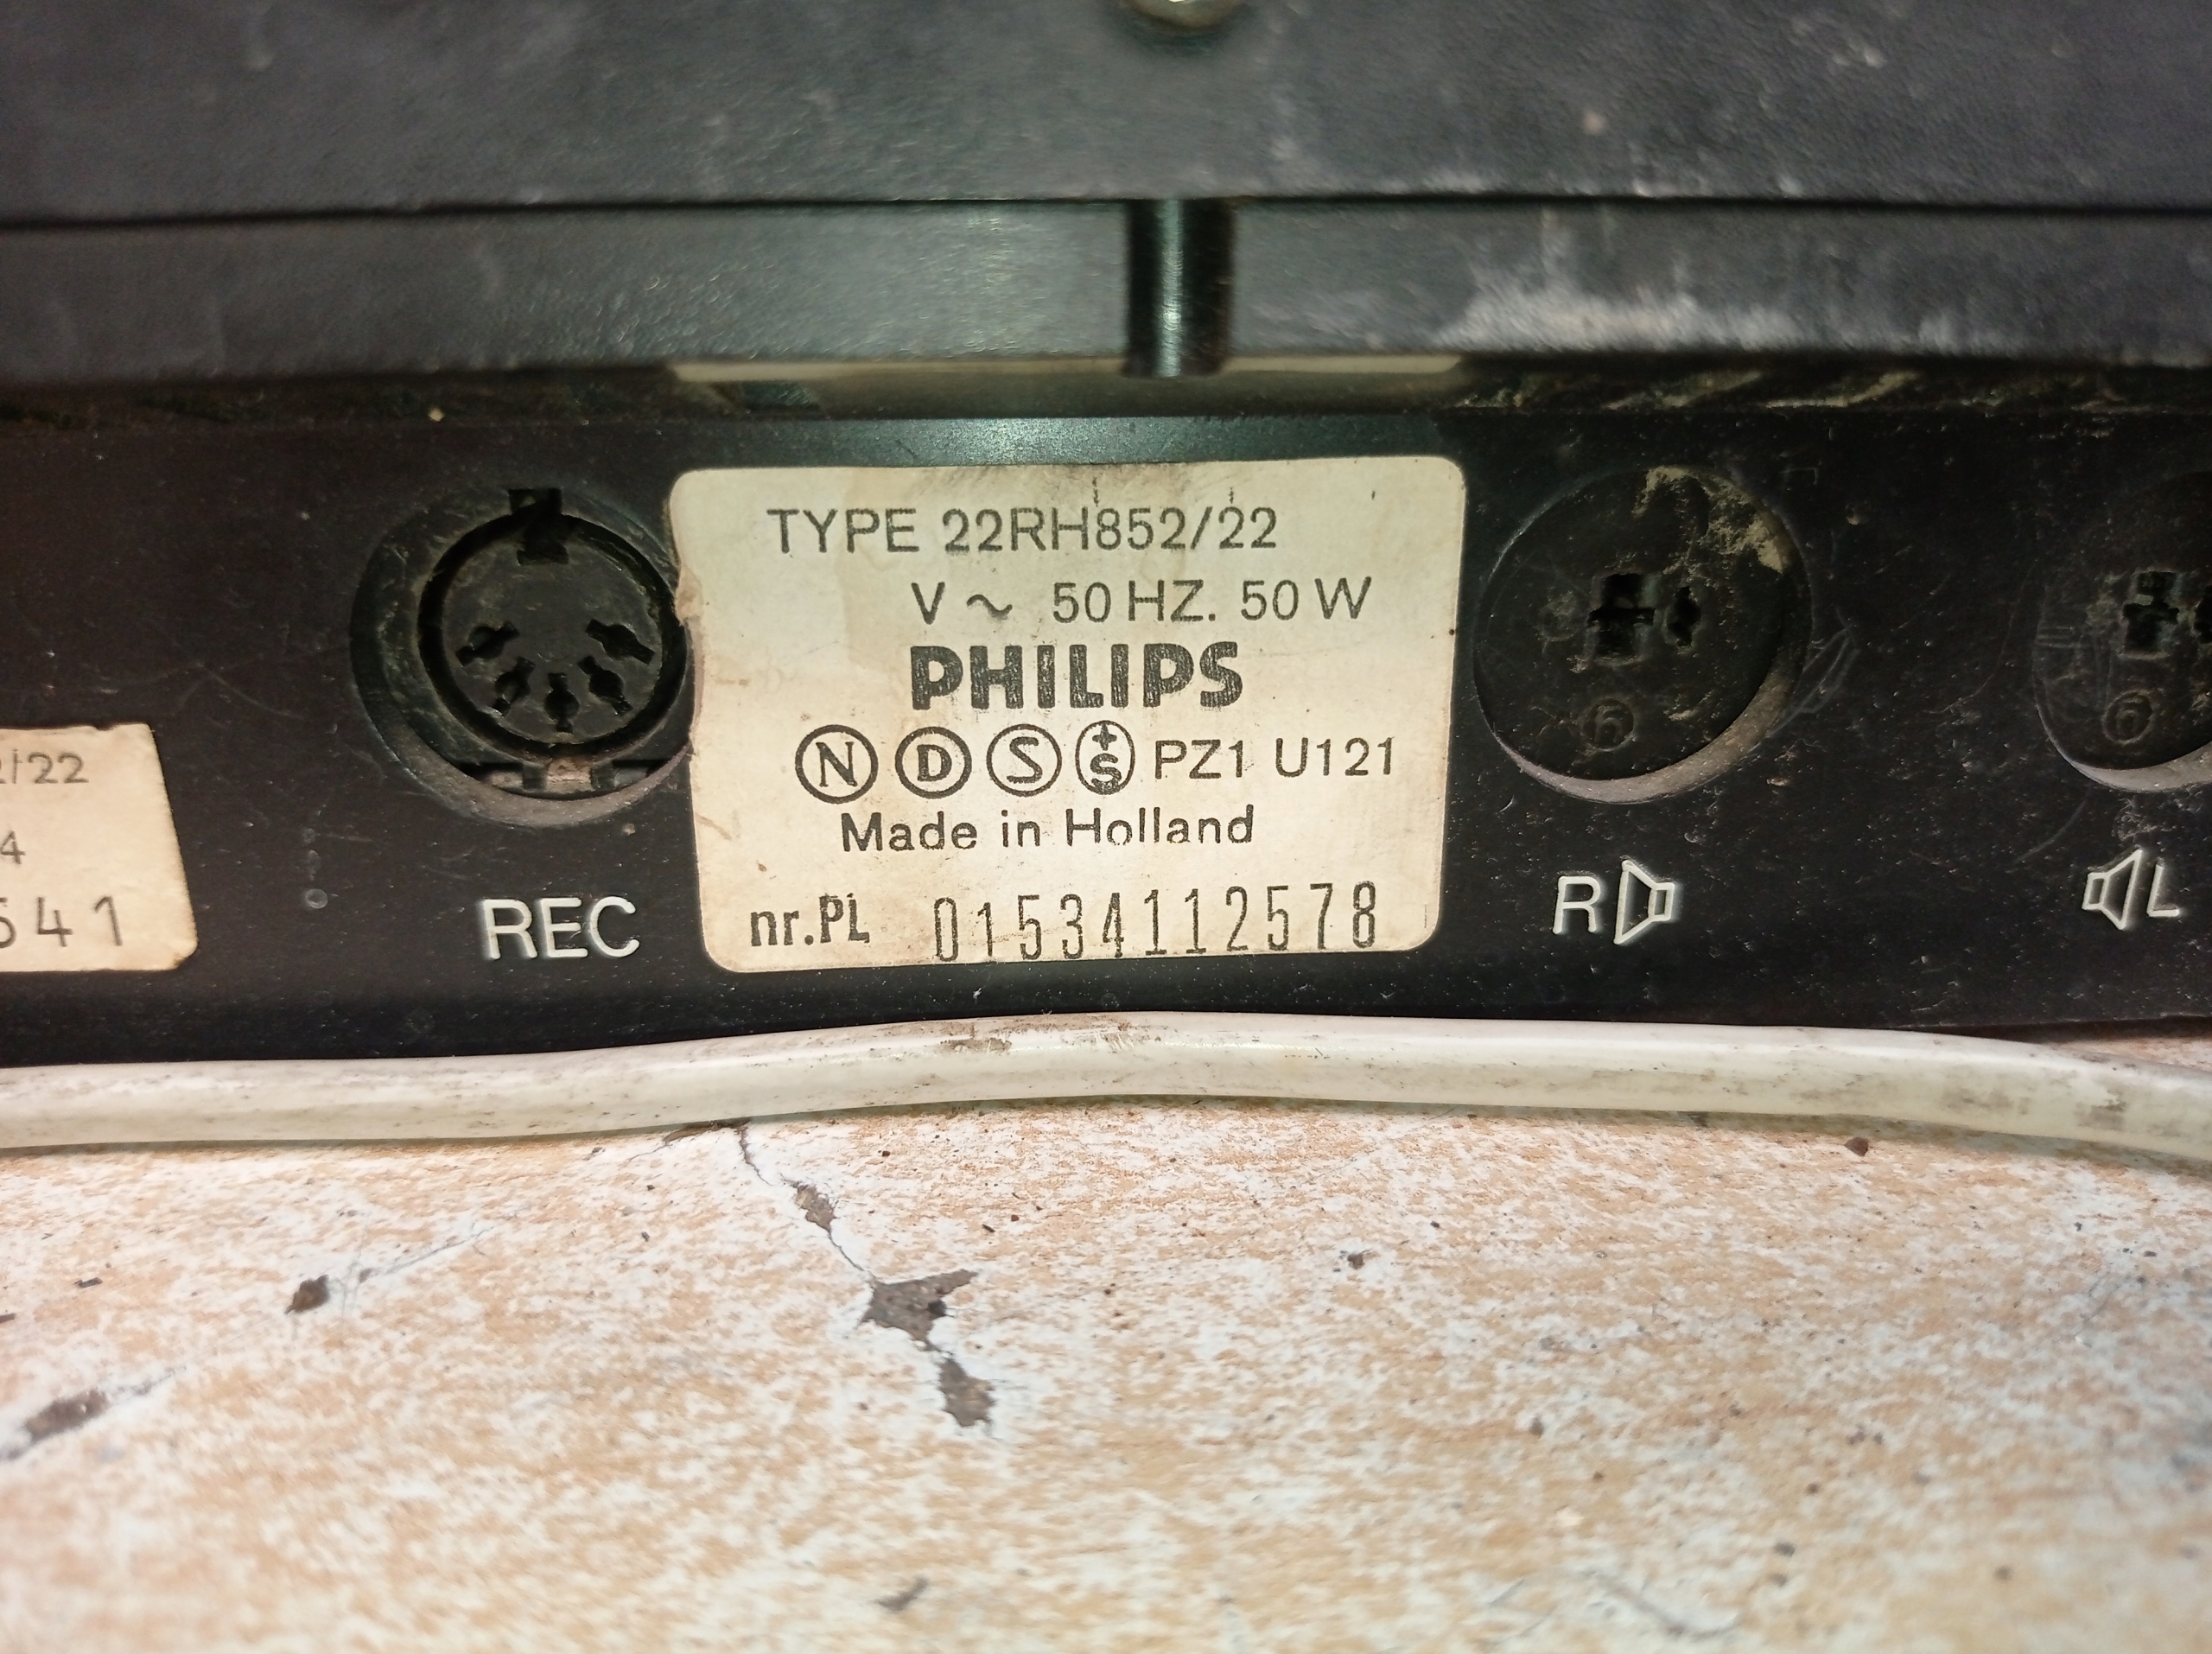 TYPE 22RH852/22
V ~ 50 HZ. 50 W
PHILIPS
N D S +S PZ1 U121
Made in Holland
nr.PL 01534112578
/22
4
541
REC
R
L